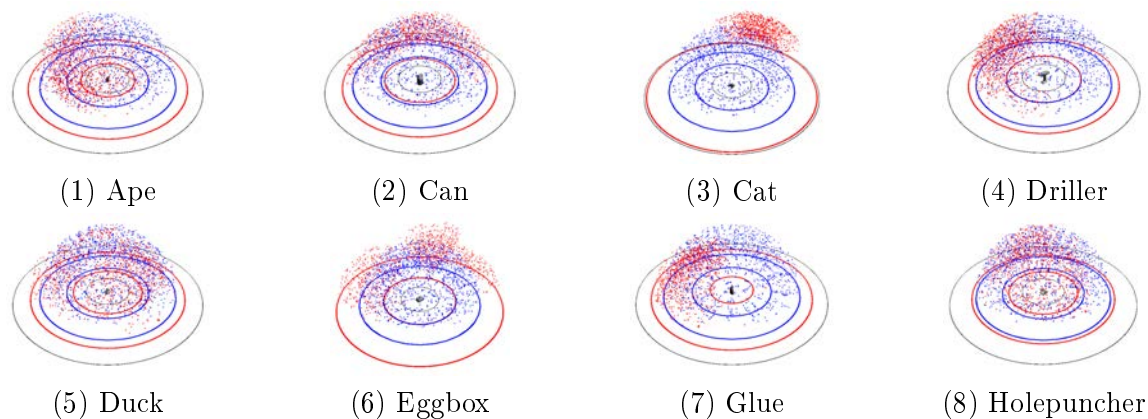 (1) Ape
(2) Can
(3) Cat
(4) Driller
(5) Duck
(6) Eggbox
(7) Glue
(8) Holepuncher